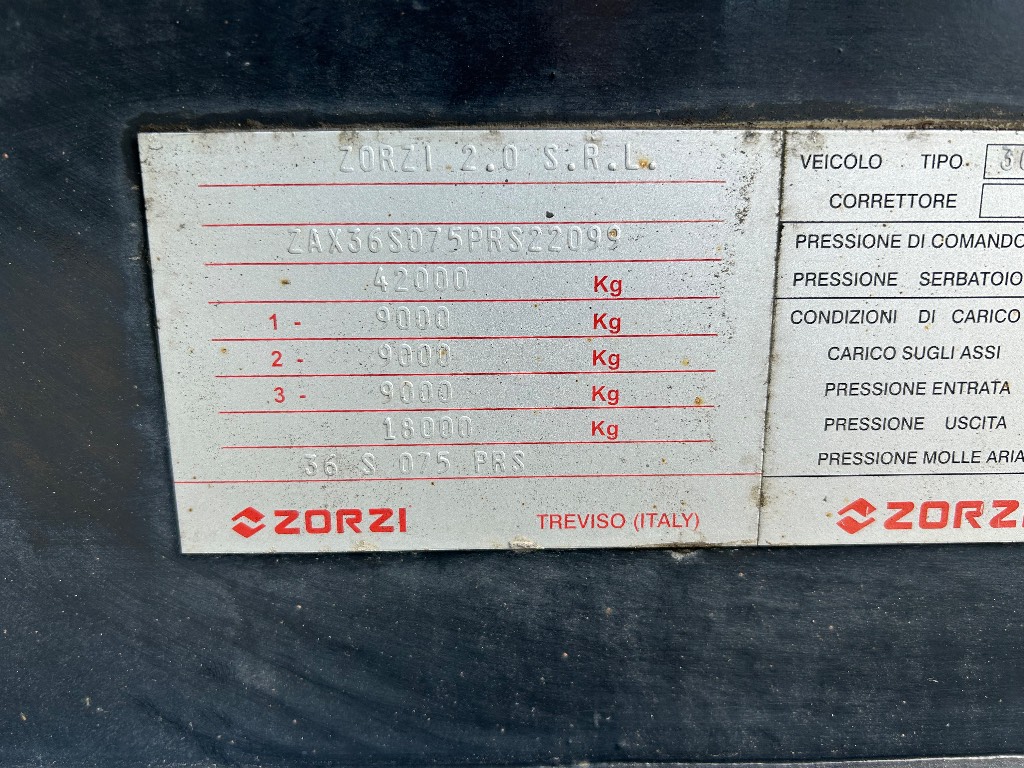 ZORZI 2.0 S.R.L.
ZAX36S075PRS22099
42000 Kg
1 - 9000 Kg
2 - 9000 Kg
3 - 9000 Kg
18000 Kg
36 S 075 PRS
ZORZI TREVISO (ITALY)
VEICOLO TIPO
CORRETTORE
PRESSIONE DI COMANDO
PRESSIONE SERBATOIO
CONDIZIONI DI CARICO
CARICO SUGLI ASSI
PRESSIONE ENTRATA
PRESSIONE USCITA
PRESSIONE MOLLE ARIA
ZORZI